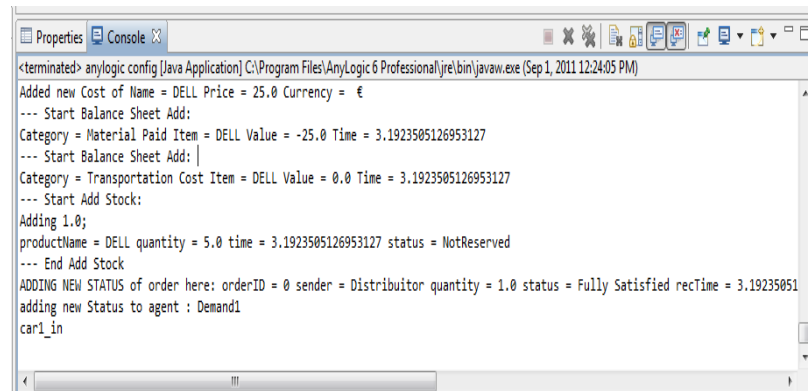 Properties Console
<terminated> anylogic config [Java Application] C:\Program Files\AnyLogic 6 Professional\jre\bin\javaw.exe (Sep 1, 2011 12:24:05 PM)
Added new Cost of Name = DELL Price = 25.0 Currency = €
--- Start Balance Sheet Add:
Category = Material Paid Item = DELL Value = -25.0 Time = 3.1923505126953127
--- Start Balance Sheet Add:
Category = Transportation Cost Item = DELL Value = 0.0 Time = 3.1923505126953127
--- Start Add Stock:
Adding 1.0;
productName = DELL quantity = 5.0 time = 3.1923505126953127 status = NotReserved
--- End Add Stock
ADDING NEW STATUS of order here: orderID = 0 sender = Distribuitor quantity = 1.0 status = Fully Satisfied recTime = 3.19235051
adding new Status to agent : Demand1
car1_in